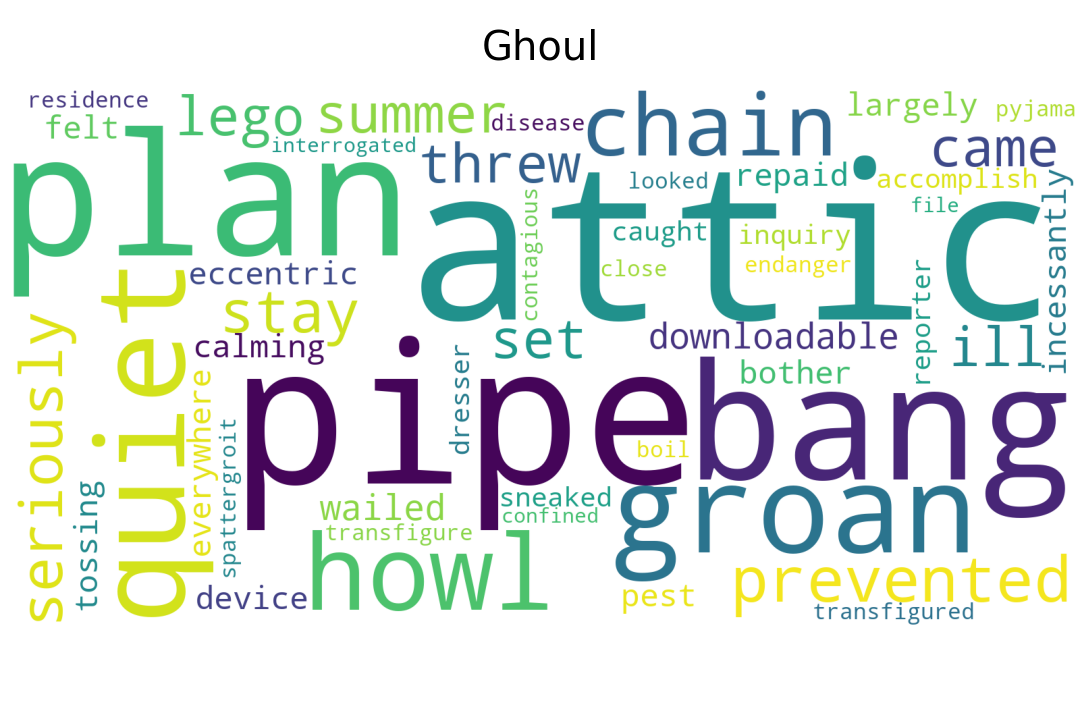 Ghoul
residence
felt
lego
summer
disease
interrogated
threw
chain
largely
pyjama
came
plan
attic
looked
repaid
accomplish
file
incessantly
contagious
caught
inquiry
close
endanger
eccentric
stay
quiet
seriously
calming
set
downloadable
reporter
ill
bother
pipe
bang
dresser
everywhere
spattergroit
boil
tossing
wailed
transfigure
sneaked
confined
groan
howl
device
pest
prevented
transfigured